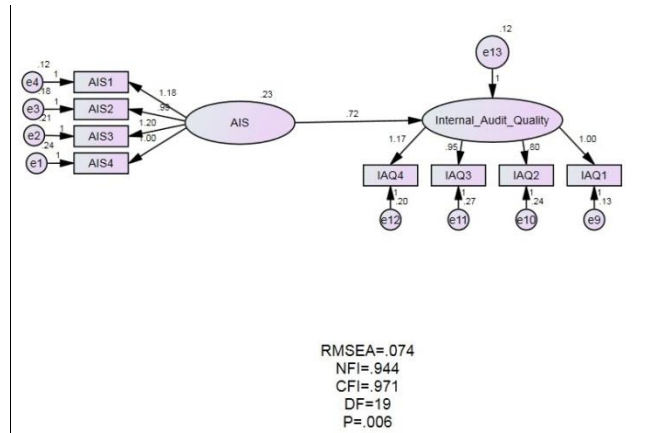 .12
e13
1
.12
e4
1
AIS1
1.18
.18
e3
1
AIS2
.99
.23
AIS
.72
Internal_Audit_Quality
.21
e2
1
AIS3
1.20
.24
e1
1
AIS4
1.00
1.17
.95
.80
1.00
IAQ4
IAQ3
IAQ2
IAQ1
1
.20
1
.27
1
.24
1
.13
e12
e11
e10
e9
RMSEA=.074
NFI=.944
CFI=.971
DF=19
P=.006